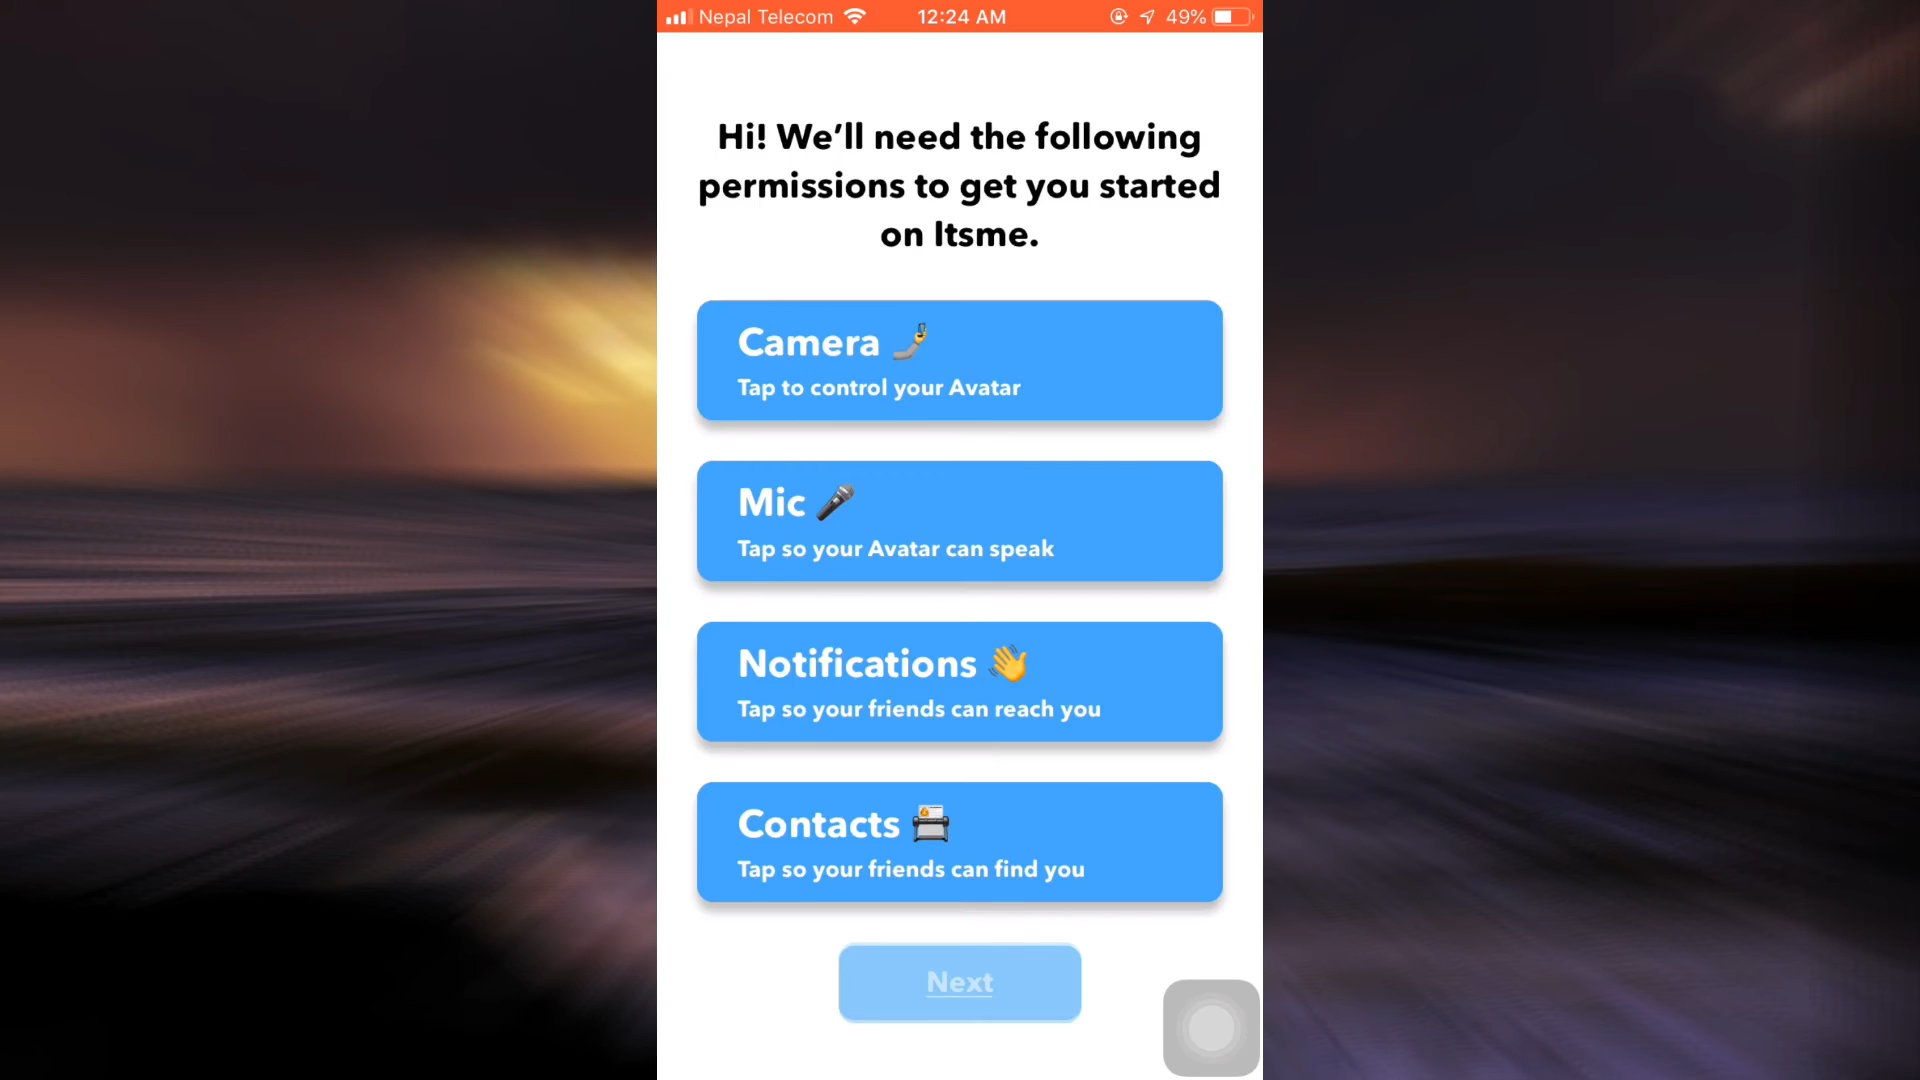 Nepal Telecom 12:24 AM 49%
Hi! We’ll need the following
permissions to get you started
on Itsme.
Camera 🤳
Tap to control your Avatar
Mic 🎤
Tap so your Avatar can speak
Notifications 👋
Tap so your friends can reach you
Contacts 📇
Tap so your friends can find you
Next